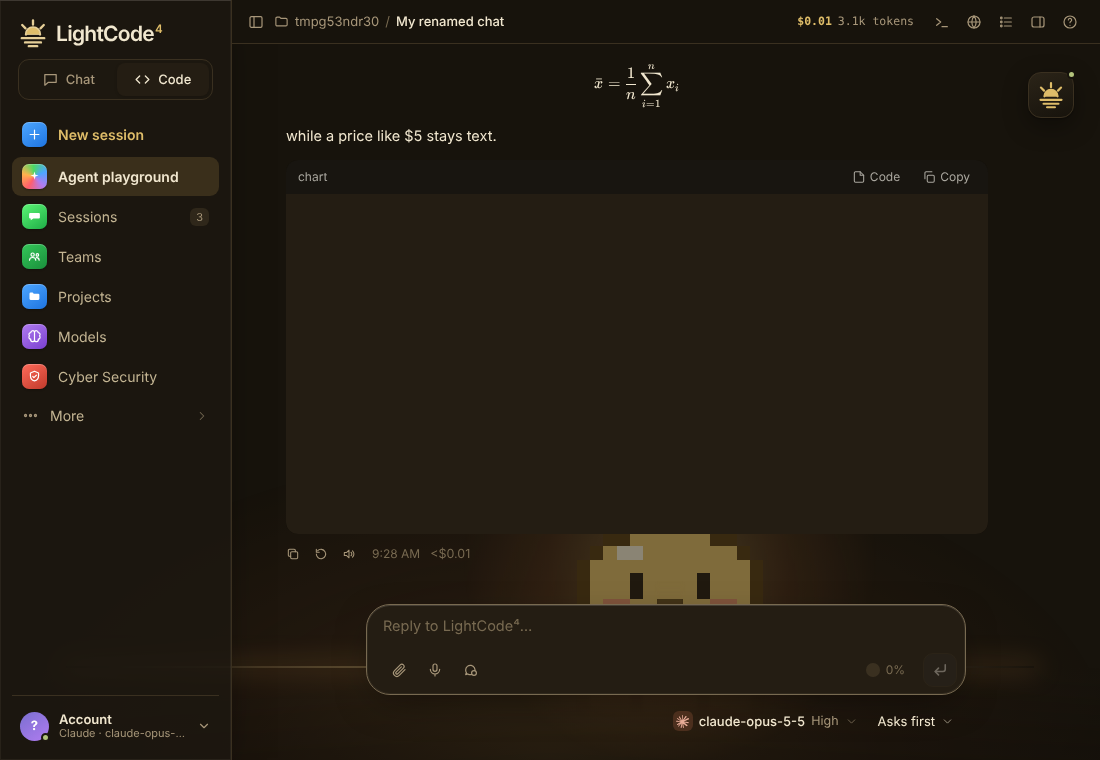 LightCode⁴
Chat
Code
New session
Agent playground
Sessions
3
Teams
Projects
Models
Cyber Security
More
Account
Claude · claude-opus-...
tmpg53ndr30 / My renamed chat
$0.01 3.1k tokens
x̄ = 1/n ∑ i=1 n xᵢ
while a price like $5 stays text.
chart
Code
Copy
9:28 AM <$0.01
Reply to LightCode⁴...
0%
claude-opus-5-5 High
Asks first